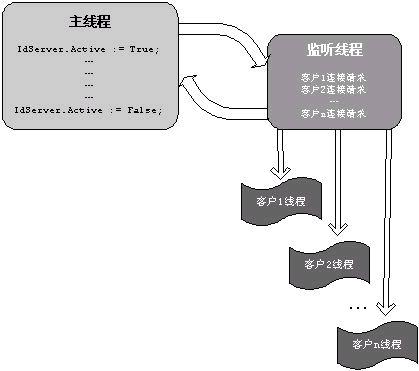 主线程
IdServer.Active := True;
...
...
...
...
IdServer.Active := False;
监听线程
客户1连接请求
客户2连接请求
...
客户n连接请求
客户1线程
客户2线程
...
客户n线程